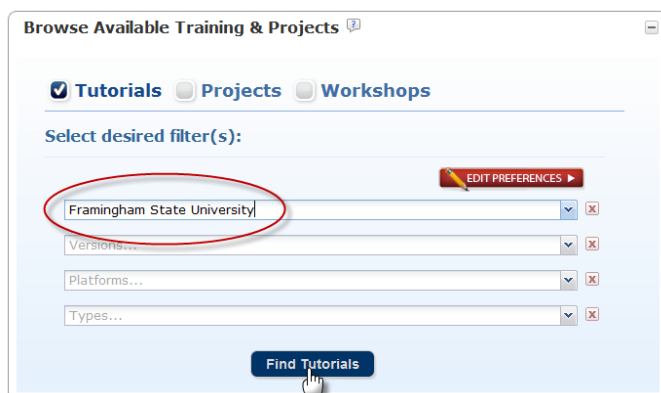 Browse Available Training & Projects
Tutorials Projects Workshops
Select desired filter(s):
EDIT PREFERENCES
Framingham State University
Versions...
Platforms...
Types...
Find Tutorials